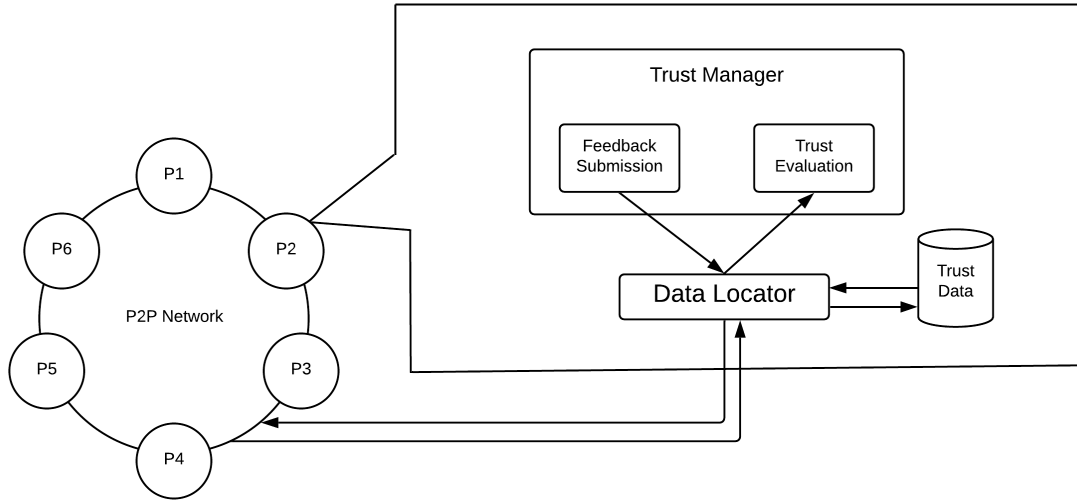 Trust Manager
Feedback
Submission
Trust
Evaluation
P1
P2
P6
Data Locator
Trust
Data
P2P Network
P5
P3
P4